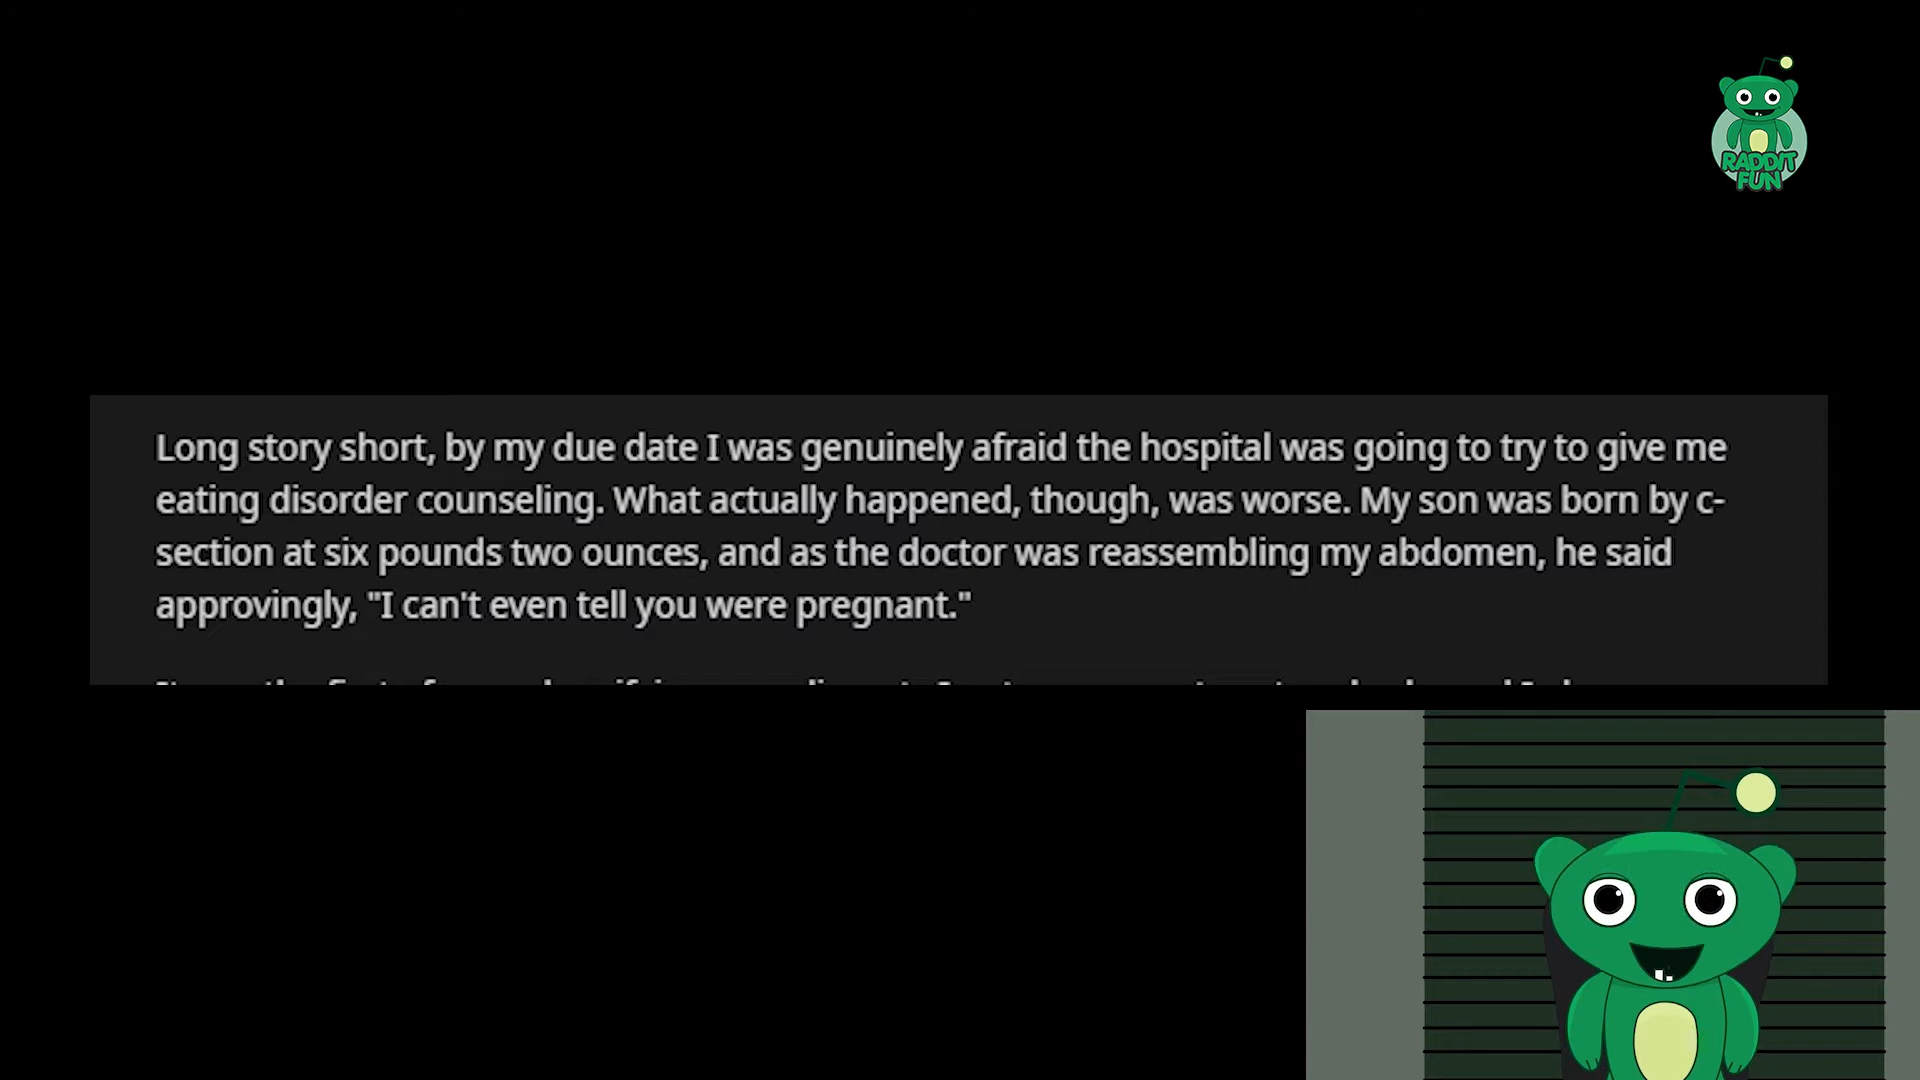 RADDIT
FUN
Long story short, by my due date I was genuinely afraid the hospital was going to try to give me
eating disorder counseling. What actually happened, though, was worse. My son was born by c-
section at six pounds two ounces, and as the doctor was reassembling my abdomen, he said
approvingly, "I can't even tell you were pregnant."